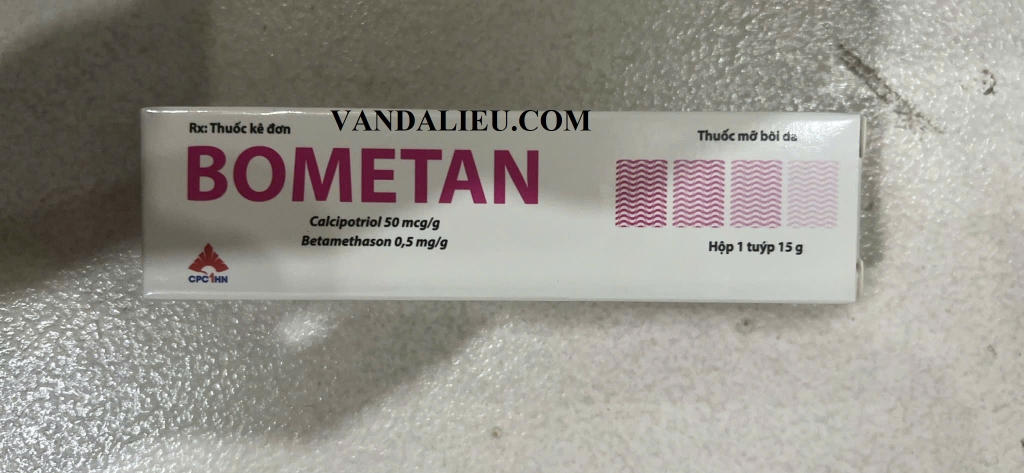 VANDALIEU.COM
Rx: Thuốc kê đơn
BOMETAN
Calcipotriol 50 mcg/g
Betamethason 0,5 mg/g
CPC1HN
Thuốc mỡ bôi da
Hộp 1 tuýp 15 g